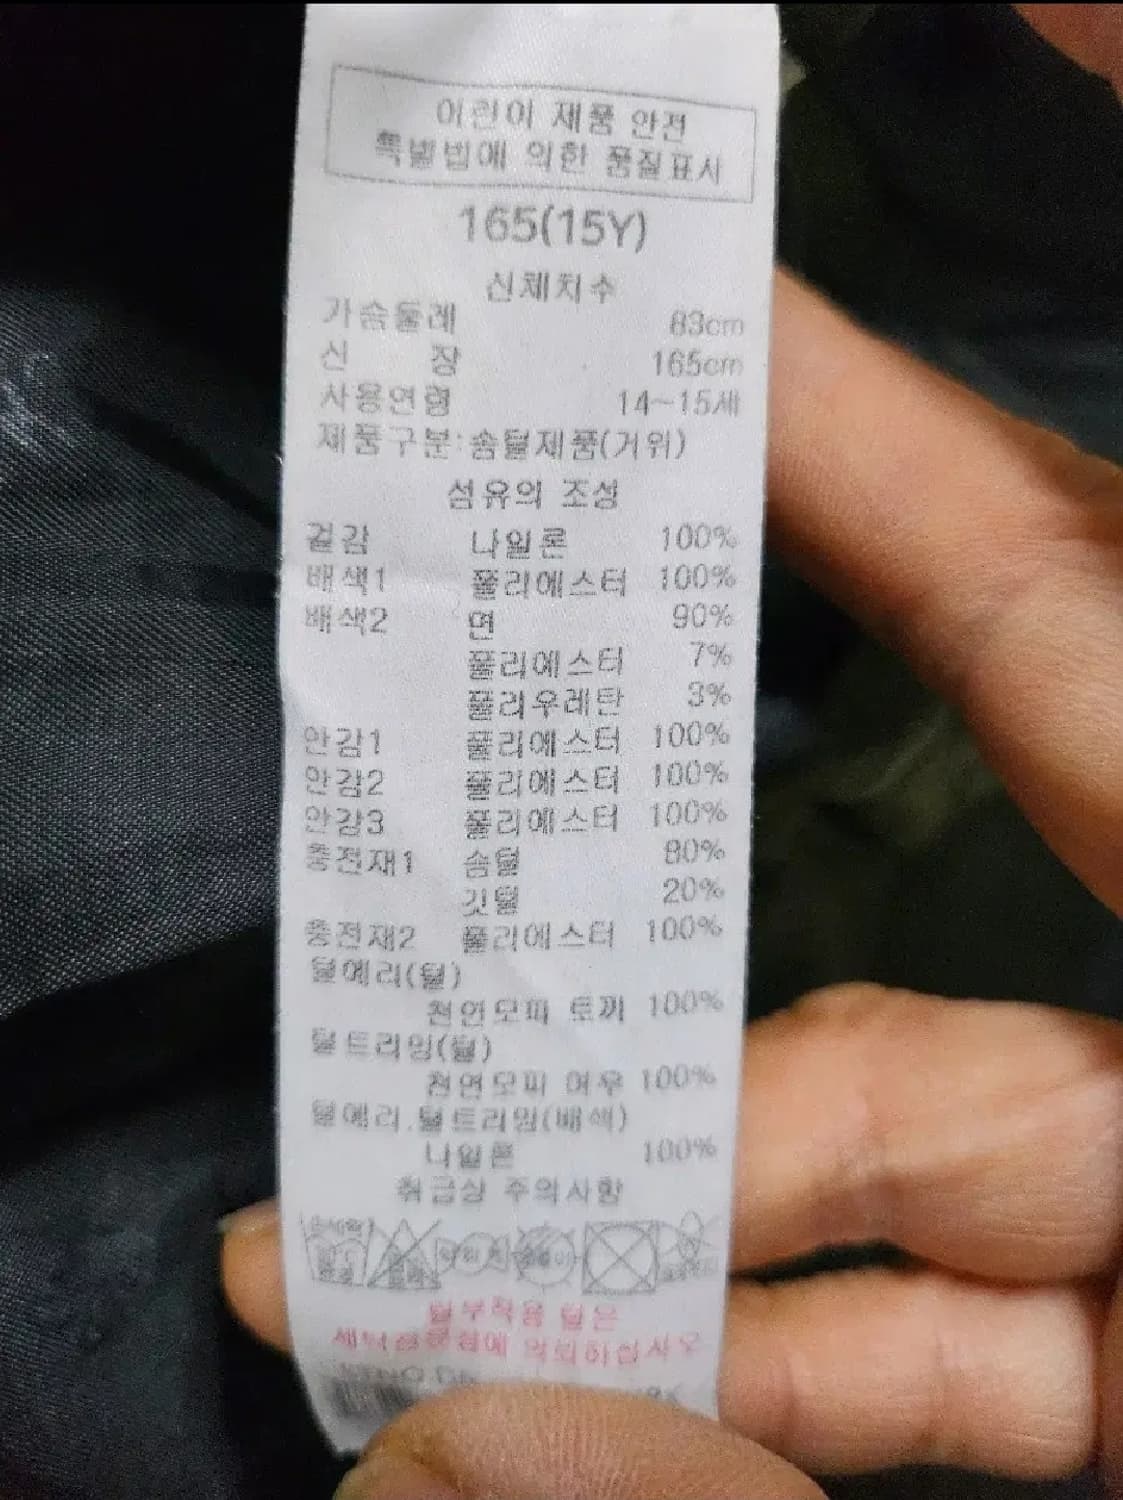 어린이 제품 안전
특별법에 의한 품질표시
165(15Y)
신체치수
가슴둘레 83cm
신 장 165cm
사용연령 14~15세
제품구분:솜털제품(거위)
섬유의 조성
겉감 나일론 100%
배색1 폴리에스터 100%
배색2 면 90%
폴리에스터 7%
폴리우레탄 3%
안감1 폴리에스터 100%
안감2 폴리에스터 100%
안감3 폴리에스터 100%
충전재1 솜털 80%
깃털 20%
충전재2 폴리에스터 100%
털에리(털)
천연모피 토끼 100%
털트리밍(털)
천연모피 여우 100%
털에리.털트리밍(배색)
나일론 100%
취급상 주의사항
탈부착용 털은
세탁전문점에 의뢰하십시오